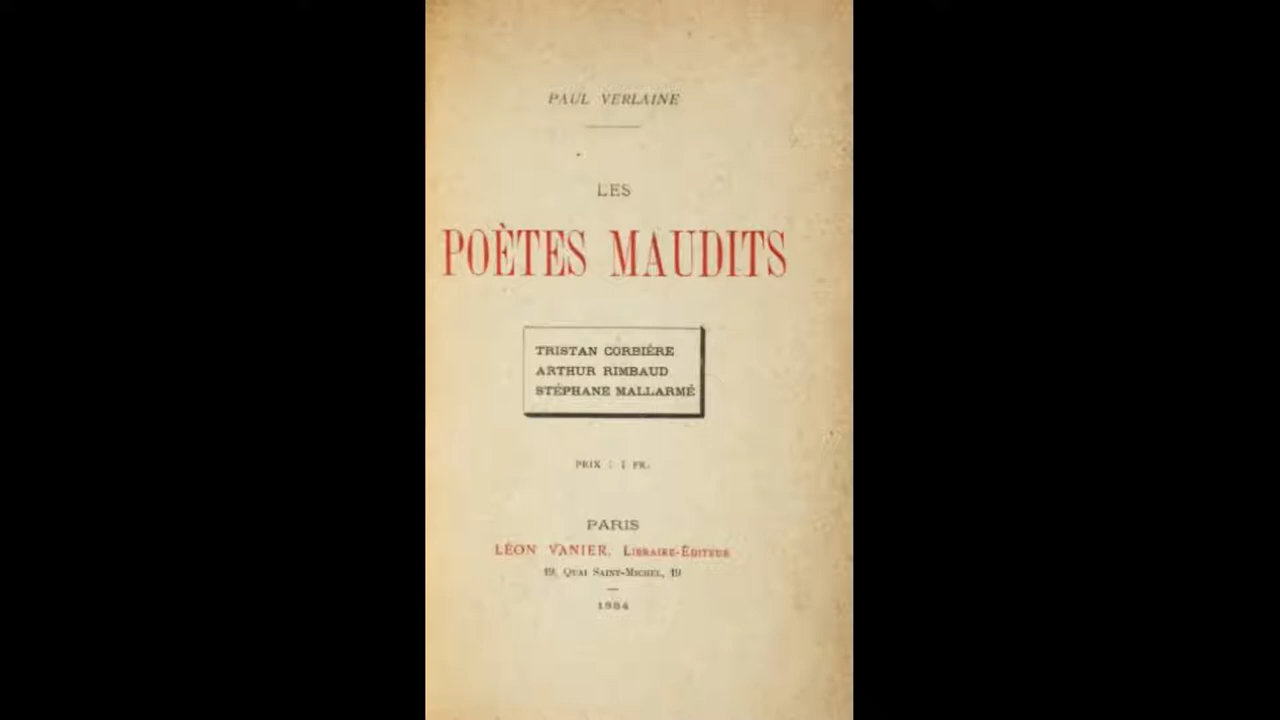 PAUL VERLAINE
LES
POÈTES MAUDITS
TRISTAN CORBIÈRE
ARTHUR RIMBAUD
STÉPHANE MALLARMÉ
PRIX : FR.
PARIS
LÉON VANIER, LIBRAIRE-ÉDITEUR
19, QUAI SAINT-MICHEL, 19
1884